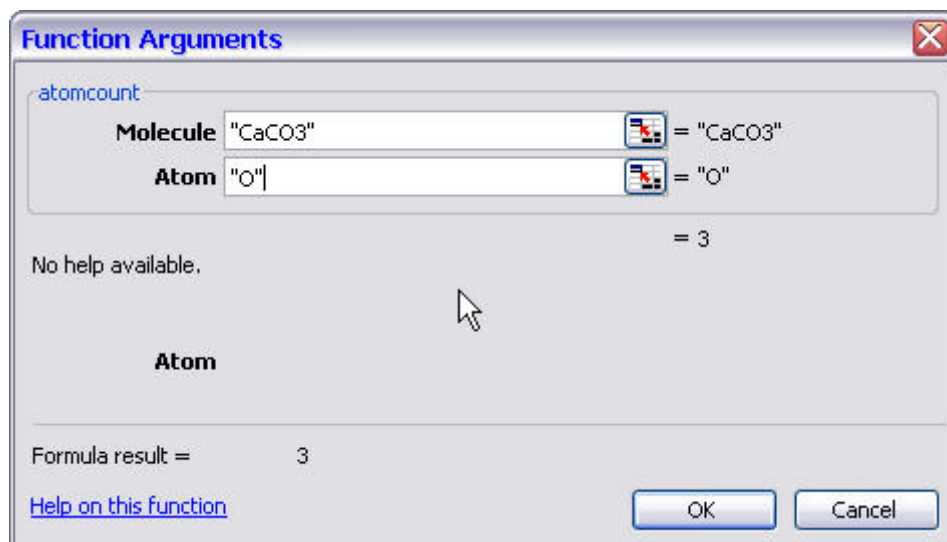 Function Arguments
atomcount
Molecule "CaCO3" = "CaCO3"
Atom "O" = "O"
= 3
No help available.
Atom
Formula result = 3
Help on this function OK Cancel